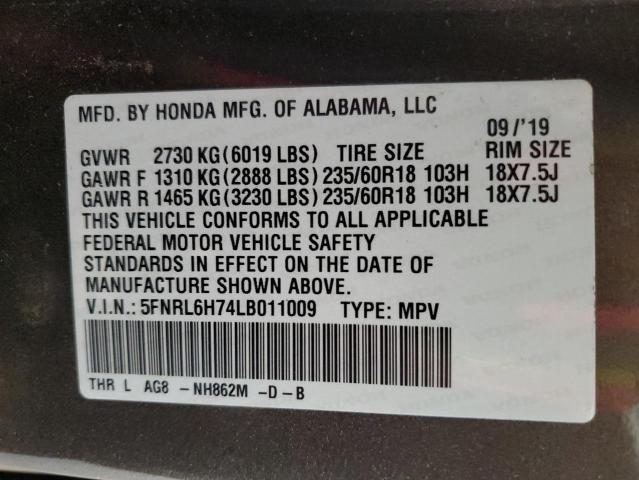 MFD. BY HONDA MFG. OF ALABAMA, LLC
09/'19
GVWR 2730 KG(6019 LBS) TIRE SIZE RIM SIZE
GAWR F 1310 KG(2888 LBS)235/60R18 103H 18X7.5J
GAWR R 1465 KG(3230 LBS)235/60R18 103H 18X7.5J
THIS VEHICLE CONFORMS TO ALL APPLICABLE
FEDERAL MOTOR VEHICLE SAFETY
STANDARDS IN EFFECT ON THE DATE OF
MANUFACTURE SHOWN ABOVE.
V.I.N.: 5FNRL6H74LB011009 TYPE: MPV
THR L AG8 -NH862M -D-B